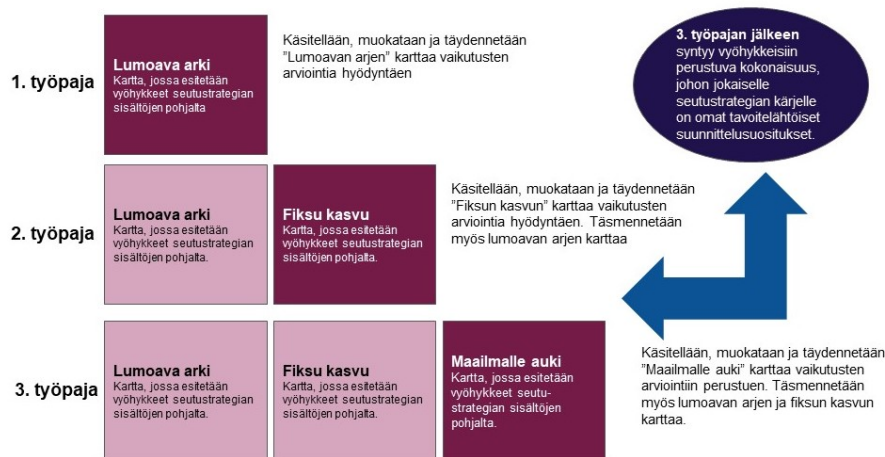 1. työpaja
Lumoava arki
Kartta, jossa esitetään
vyöhykkeet seutustrategian
sisältöjen pohjalta
Käsitellään, muokataan ja täydennetään
"Lumoavan arjen" karttaa vaikutusten
arviointia hyödyntäen
3. työpajan jälkeen
syntyy vyöhykkeisiin
perustuva kokonaisuus,
johon jokaiselle
seutustrategian kärjelle
on omat tavoitelähtöiset
suunnittelusuositukset.
2. työpaja
Lumoava arki
Kartta, jossa esitetään
vyöhykkeet seutustrategian
sisältöjen pohjalta.
Fiksu kasvu
Kartta, jossa esitetään
vyöhykkeet seutustrategian
sisältöjen pohjalta.
Käsitellään, muokataan ja täydennetään
"Fiksun kasvun" karttaa vaikutusten
arviointia hyödyntäen. Täsmennetään
myös lumoavan arjen karttaa
3. työpaja
Lumoava arki
Kartta, jossa esitetään
vyöhykkeet seutustrategian
sisältöjen pohjalta.
Fiksu kasvu
Kartta, jossa esitetään
vyöhykkeet seutustrategian
sisältöjen pohjalta.
Maailmalle auki
Kartta, jossa esitetään
vyöhykkeet seutu-
strategian sisältöjen
pohjalta.
Käsitellään, muokataan ja täydennetään
"Maailmalle auki" karttaa vaikutusten
arviointiin perustuen. Täsmennetään
myös lumoavan arjen ja fiksun kasvun
karttaa.